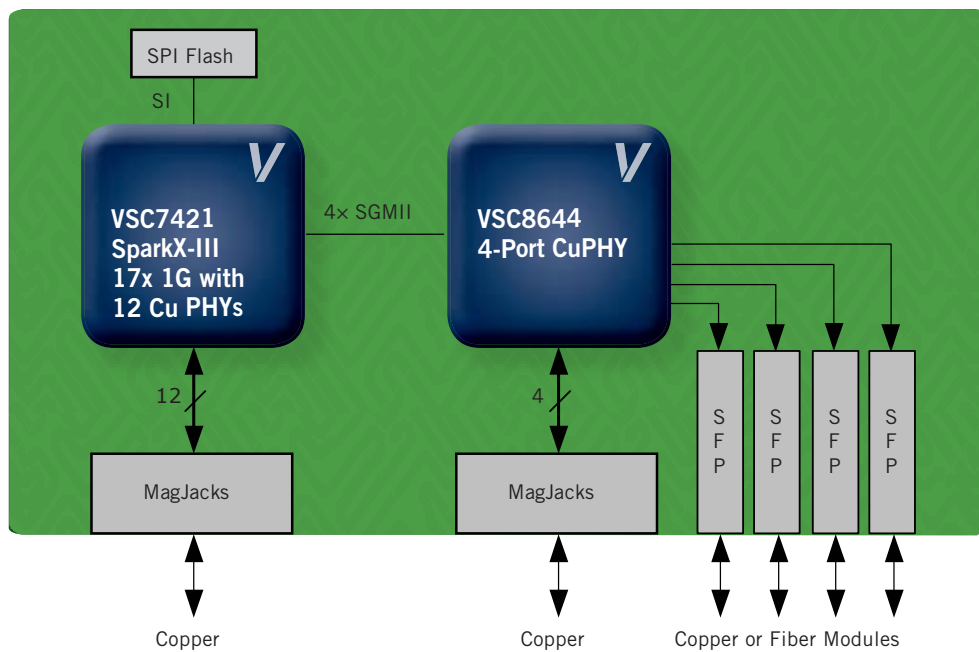 SPI Flash
SI
VSC7421
SparkX-III
17x 1G with
12 Cu PHYs
4× SGMII
VSC8644
4-Port CuPHY
12
4
MagJacks
MagJacks
S
F
P
S
F
P
S
F
P
S
F
P
Copper
Copper
Copper or Fiber Modules